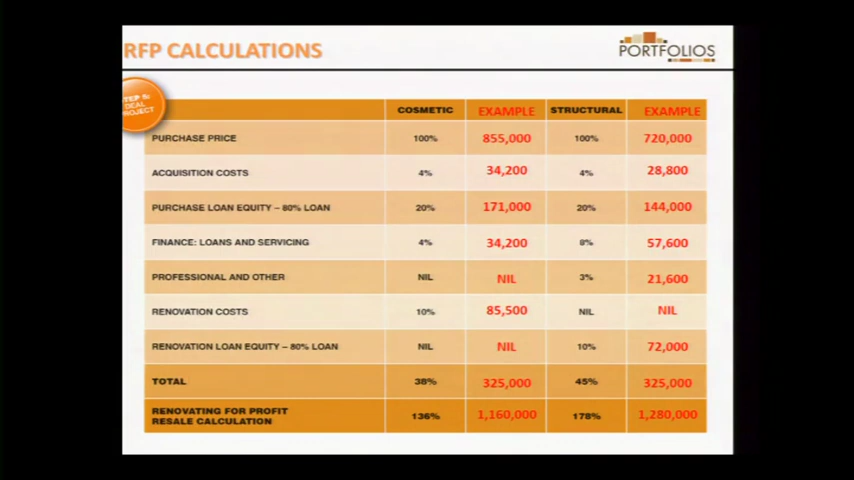 RFP CALCULATIONS
PORTFOLIOS
STEP 5:
DEAL
PROJECT
COSMETIC EXAMPLE STRUCTURAL EXAMPLE
PURCHASE PRICE 100% 855,000 100% 720,000
ACQUISITION COSTS 4% 34,200 4% 28,800
PURCHASE LOAN EQUITY – 80% LOAN 20% 171,000 20% 144,000
FINANCE: LOANS AND SERVICING 4% 34,200 8% 57,600
PROFESSIONAL AND OTHER NIL NIL 3% 21,600
RENOVATION COSTS 10% 85,500 NIL NIL
RENOVATION LOAN EQUITY – 80% LOAN NIL NIL 10% 72,000
TOTAL 38% 325,000 45% 325,000
RENOVATING FOR PROFIT
RESALE CALCULATION 136% 1,160,000 178% 1,280,000